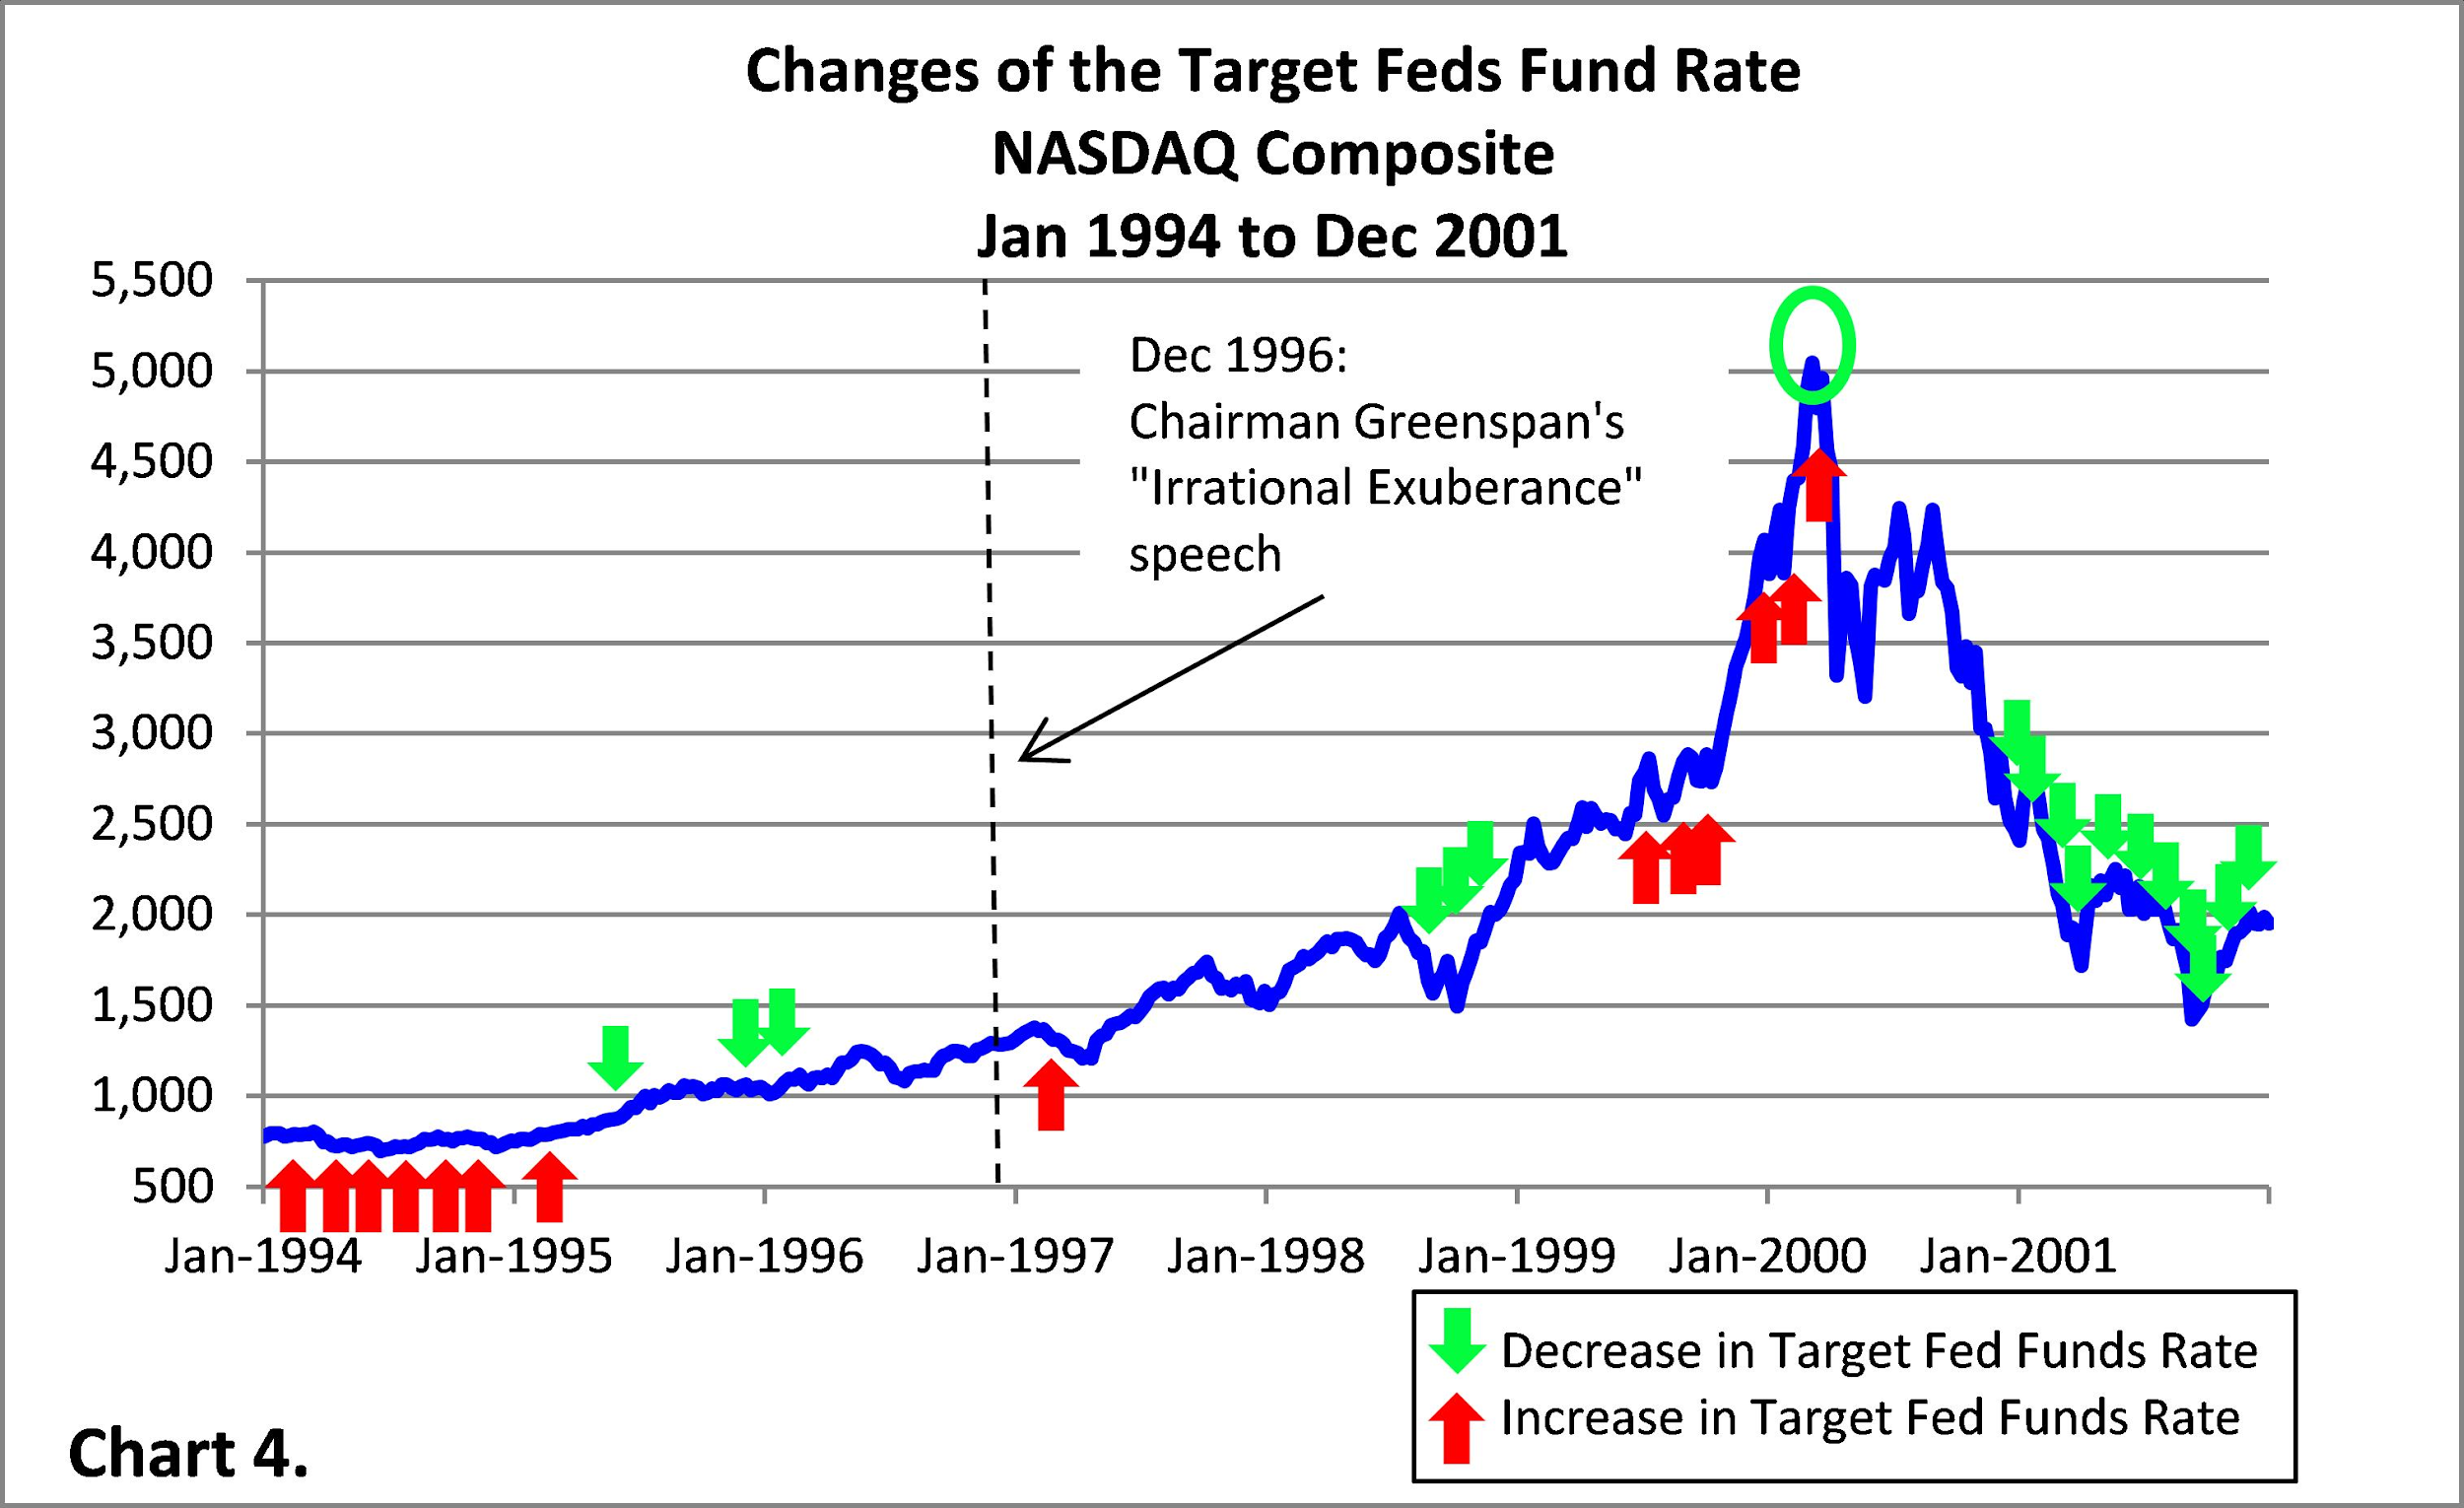 Changes of the Target Feds Fund Rate
NASDAQ Composite
Jan 1994 to Dec 2001
5,500
5,000
4,500
4,000
3,500
3,000
2,500
2,000
1,500
1,000
500
Dec 1996:
Chairman Greenspan's
"Irrational Exuberance"
speech
Jan-1994 Jan-1995 Jan-1996 Jan-1997 Jan-1998 Jan-1999 Jan-2000 Jan-2001
Decrease in Target Fed Funds Rate
Increase in Target Fed Funds Rate
Chart 4.